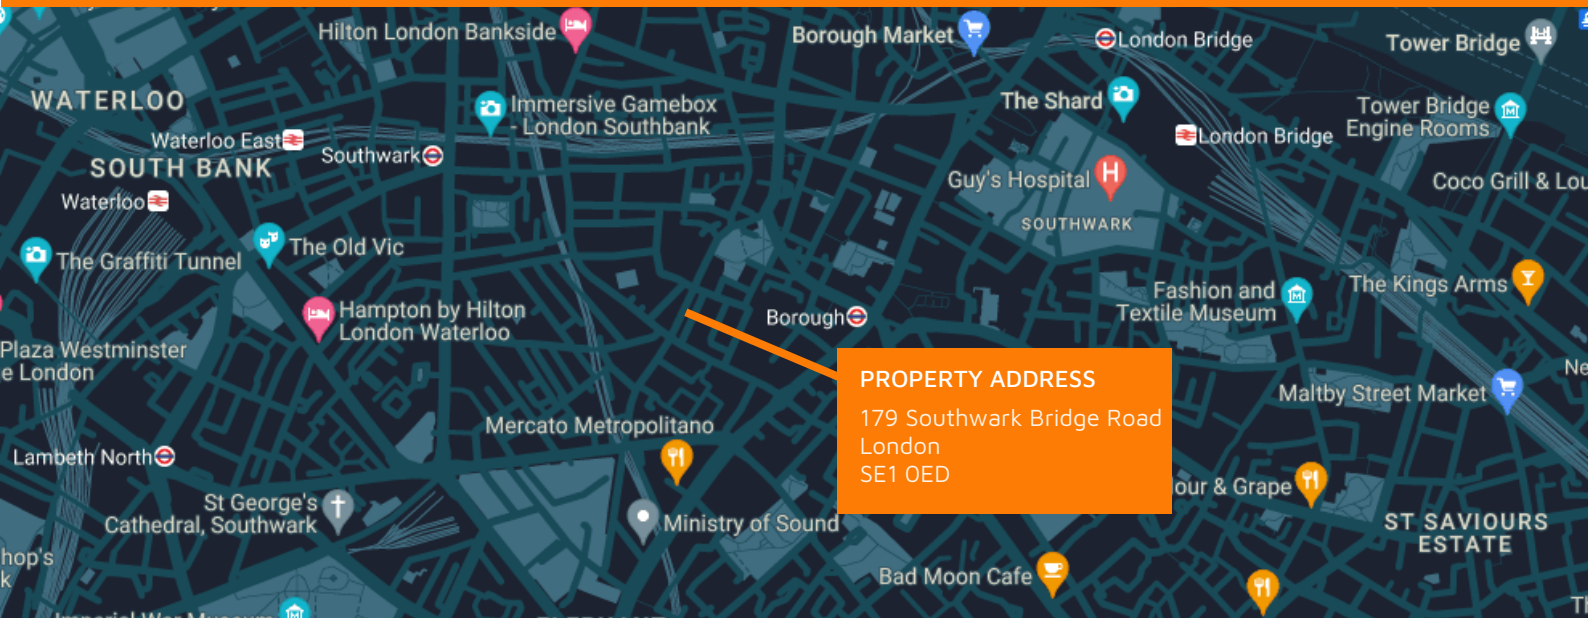 Hilton London Bankside
Borough Market
London Bridge
Tower Bridge
WATERLOO
Immersive Gamebox
- London Southbank
The Shard
Tower Bridge
Engine Rooms
Waterloo East
Southwark
London Bridge
SOUTH BANK
Guy's Hospital
H
Coco Grill & Lou
Waterloo
SOUTHWARK
The Old Vic
The Graffiti Tunnel
Fashion and
Textile Museum
The Kings Arms
Hampton by Hilton
London Waterloo
Borough
Plaza Westminster
e London
PROPERTY ADDRESS
179 Southwark Bridge Road
London
SE1 0ED
Ne
Maltby Street Market
Mercato Metropolitano
Lambeth North
our & Grape
St George's
Cathedral, Southwark
Ministry of Sound
ST SAVIOURS
ESTATE
hop's
k
Bad Moon Cafe
Imperial War Museum